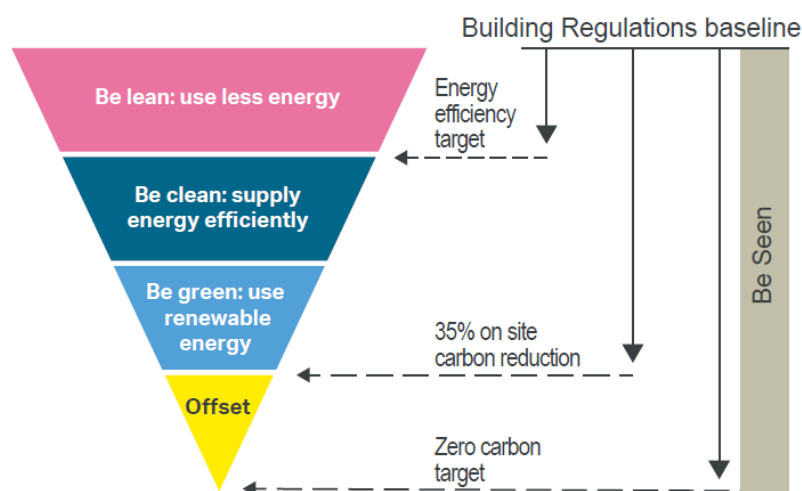 Building Regulations baseline
Be lean: use less energy
Energy
efficiency
target
Be clean: supply
energy efficiently
Be green: use
renewable
energy
35% on site
carbon reduction
Offset
Zero carbon
target
Be Seen